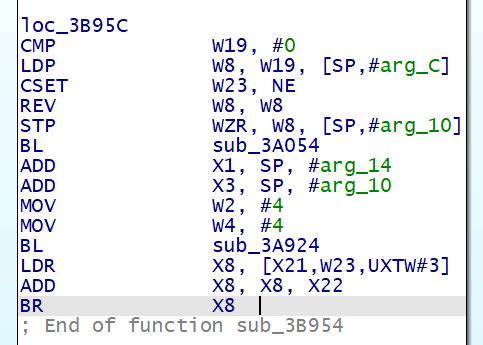 loc_3B95C
CMP W19, #0
LDP W8, W19, [SP,#arg_C]
CSET W23, NE
REV W8, W8
STP WZR, W8, [SP,#arg_10]
BL sub_3A054
ADD X1, SP, #arg_14
ADD X3, SP, #arg_10
MOV W2, #4
MOV W4, #4
BL sub_3A924
LDR X8, [X21,W23,UXTW#3]
ADD X8, X8, X22
BR X8
; End of function sub_3B954